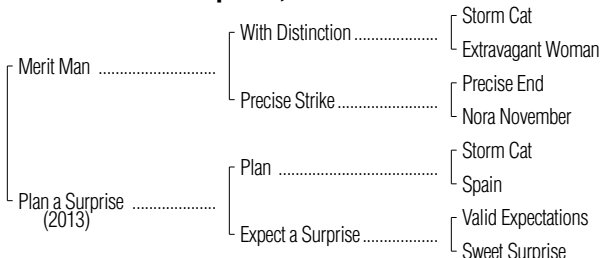 Storm Cat
With Distinction ....................
Extravagant Woman
Merit Man ............................
Precise End
Precise Strike ........................
Nora November
Storm Cat
Plan ......................................
Spain
Plan a Surprise ....................
(2013)
Valid Expectations
Expect a Surprise..................
Sweet Surprise